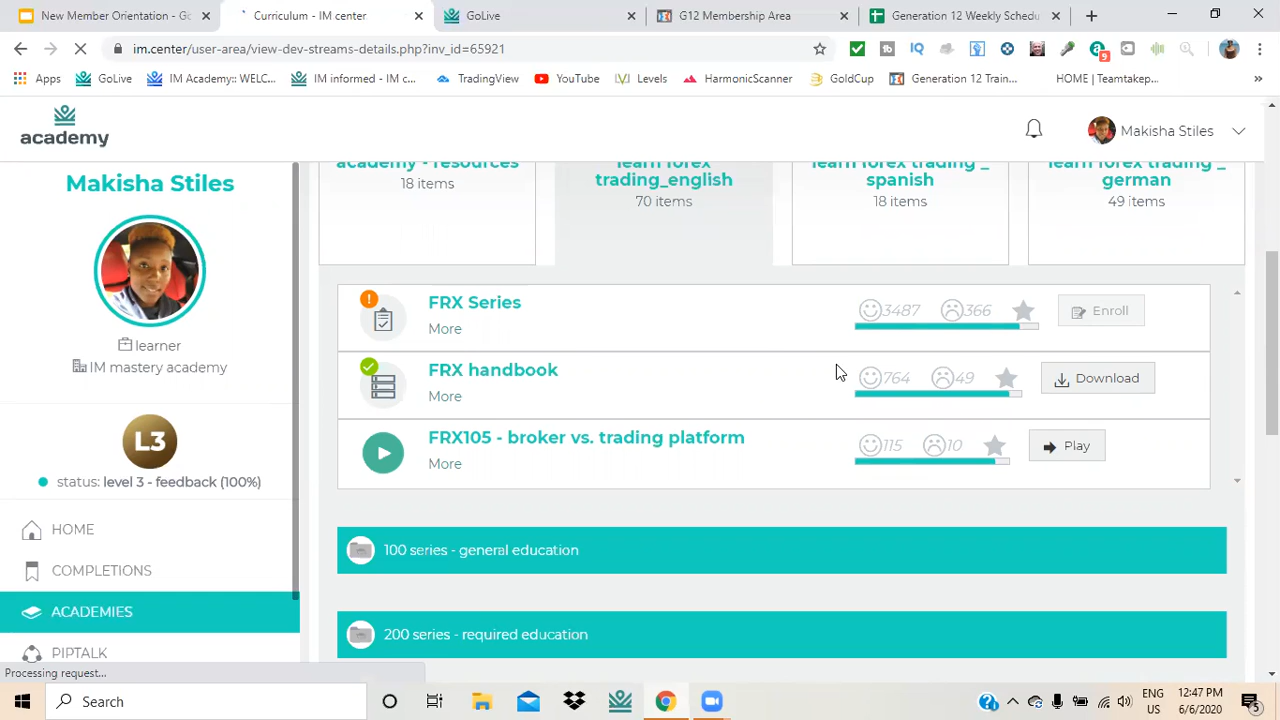 New Members
Curriculum - IM center
GoLive
G12 Membership Area
Generation 12 Weekly Schedu
im.center/user-area/view-dev-streams-details.php?inv_id=65921
9
Apps
GoLive
IM Academy:: WELC...
IM informed - IM c...
TradingView
YouTube
Levels
HarmonicScanner
GoldCup
Generation 12 Train...
HOME | Teamtakep...
»
academy
Makisha Stiles
Makisha Stiles
learner
IM mastery academy
L3
status: level 3 - feedback (100%)
HOME
COMPLETIONS
ACADEMIES
PIPTALK
academy - resources
18 items
learn forex
trading_english
70 items
learn forex trading _
spanish
18 items
learn forex trading _
german
49 items
FRX Series
More
3487
366
Enroll
FRX handbook
More
764
49
Download
FRX105 - broker vs. trading platform
More
115
10
Play
100 series - general education
200 series - required education
Processing request...
Search
ENG
US
12:47 PM
6/6/2020
5